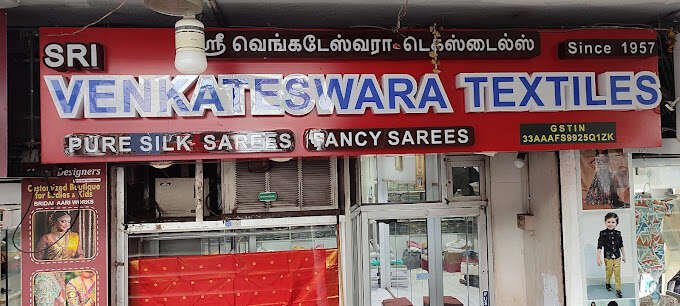 SRI
ஸ்ரீ வெங்கடேஸ்வரா டெக்ஸ்டைல்ஸ்
Since 1957
VENKATESWARA TEXTILES
PURE SILK SAREES FANCY SAREES
GSTIN
33AAAFS9925Q1ZK
Designers
Customized Boutique
for Ladies & Kids
BRIDAL AARI WORKS